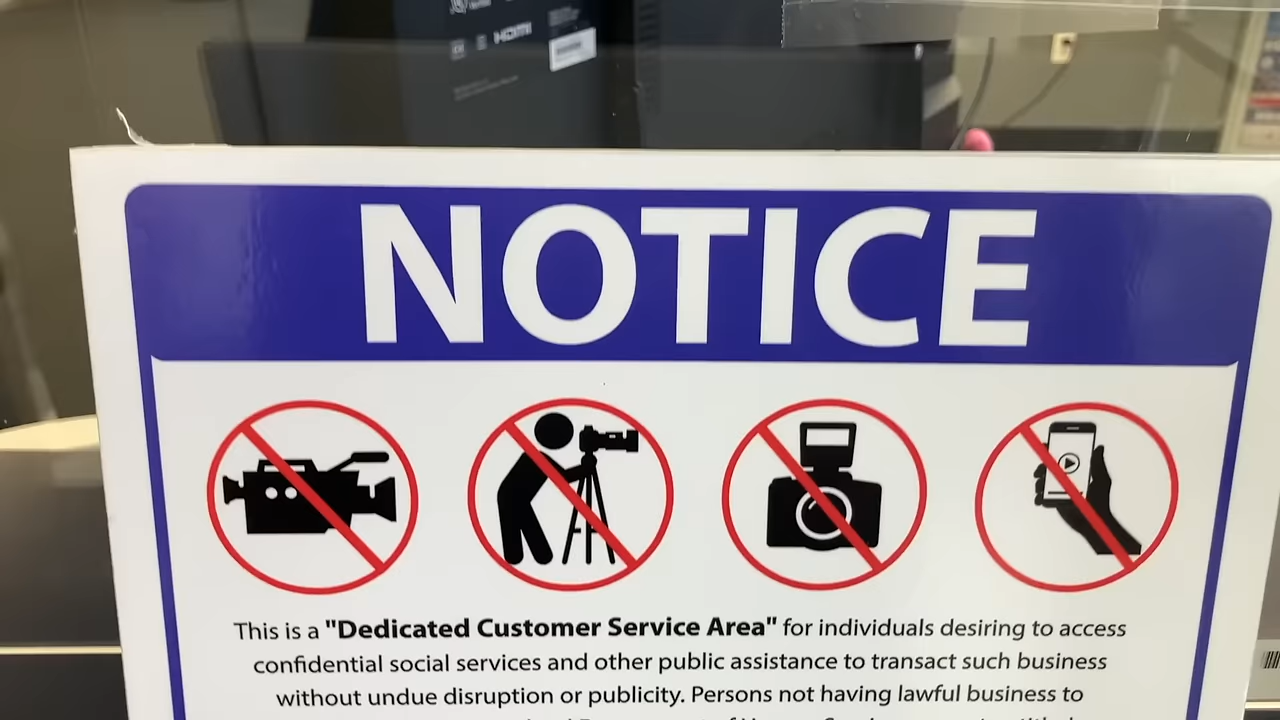 HDMI
NOTICE
This is a "Dedicated Customer Service Area" for individuals desiring to access
confidential social services and other public assistance to transact such business
without undue disruption or publicity. Persons not having lawful business to